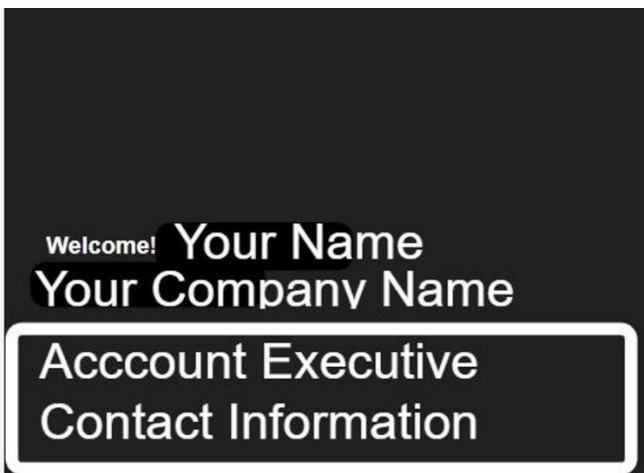 Welcome! Your Name
Your Company Name
Acccount Executive
Contact Information